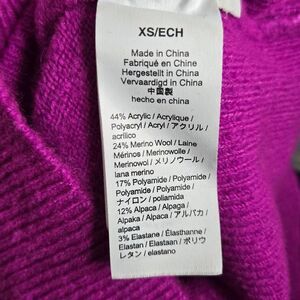 XS/ECH
Made in China
Fabriqué en Chine
Hergestellt in China
Vervaardigd in China
中国製
hecho en china
44% Acrylic / Acrylique /
Polyacryl / Acryl / アクリル /
acrílico
24% Merino Wool / Laine
Mérinos / Merinowolle /
Merinowol / メリノウール /
lana merino
17% Polyamide / Polyamide /
Polyamid / Polyamide /
ナイロン / poliamida
12% Alpaca / Alpaga /
Alpaka / Alpaca / アルパカ /
alpaca
3% Elastane / Élasthanne /
Elastan / Elastaan / ポリウ
レタン / elastano